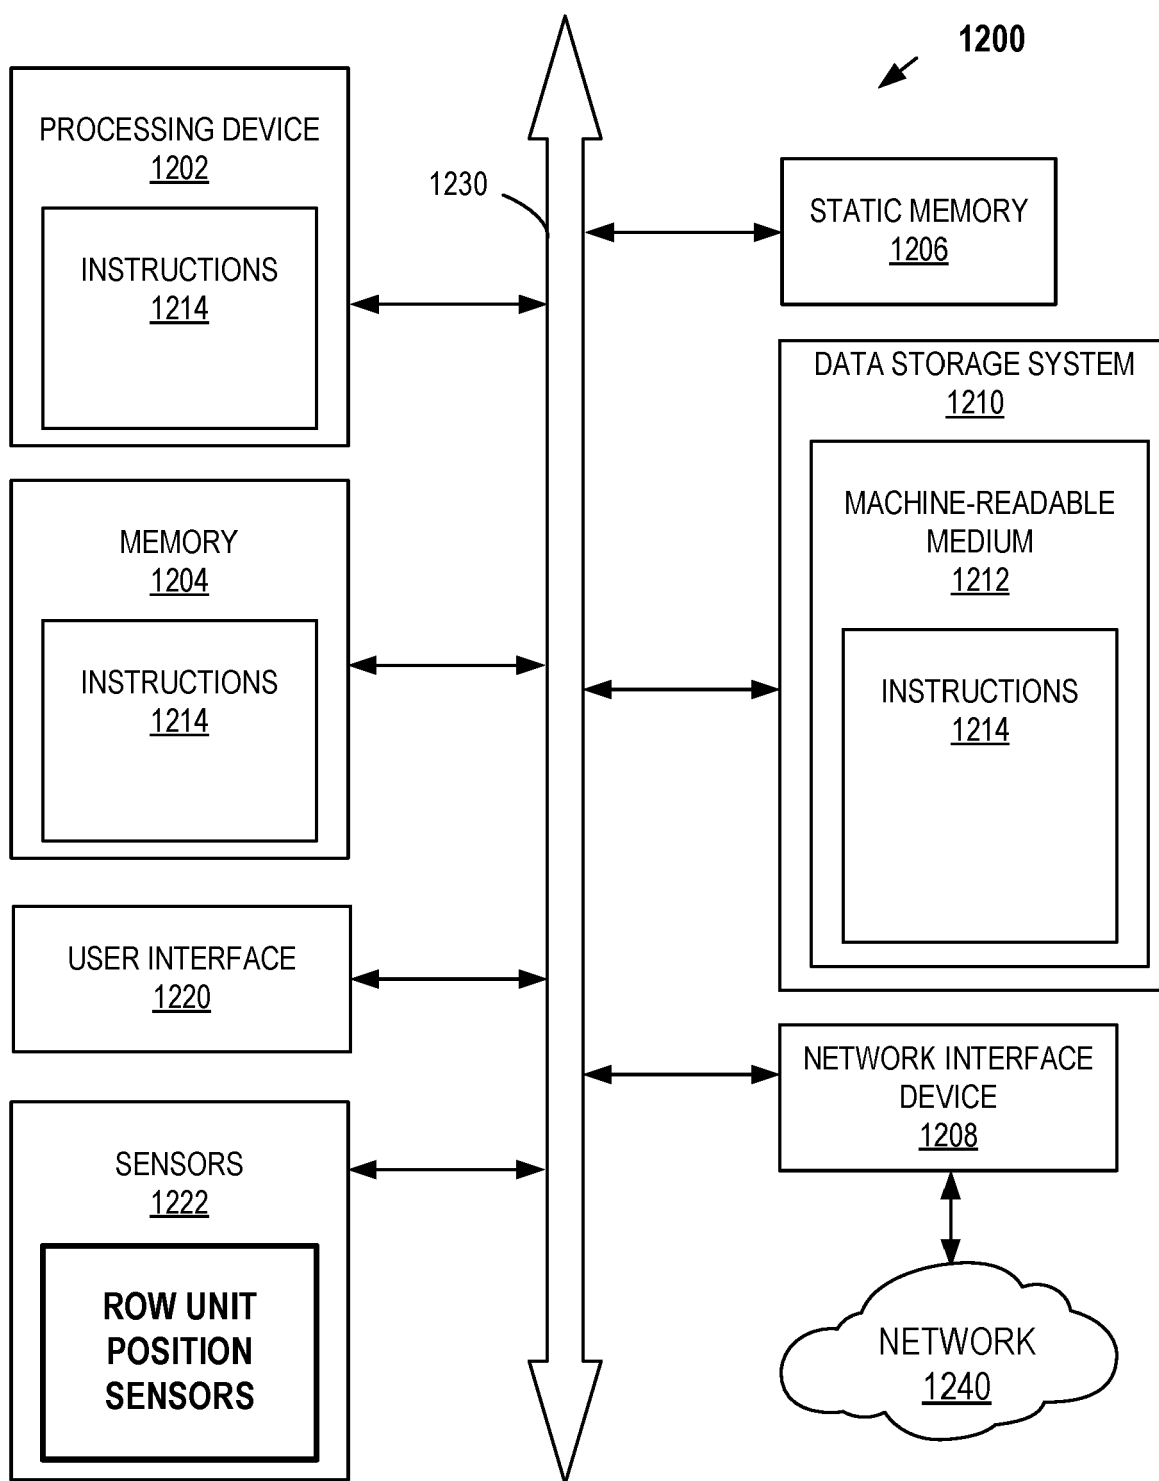 1200
PROCESSING DEVICE
1202
INSTRUCTIONS
1214
1230
STATIC MEMORY
1206
DATA STORAGE SYSTEM
1210
MACHINE-READABLE
MEDIUM
1212
INSTRUCTIONS
1214
MEMORY
1204
INSTRUCTIONS
1214
USER INTERFACE
1220
NETWORK INTERFACE
DEVICE
1208
SENSORS
1222
ROW UNIT
POSITION
SENSORS
NETWORK
1240